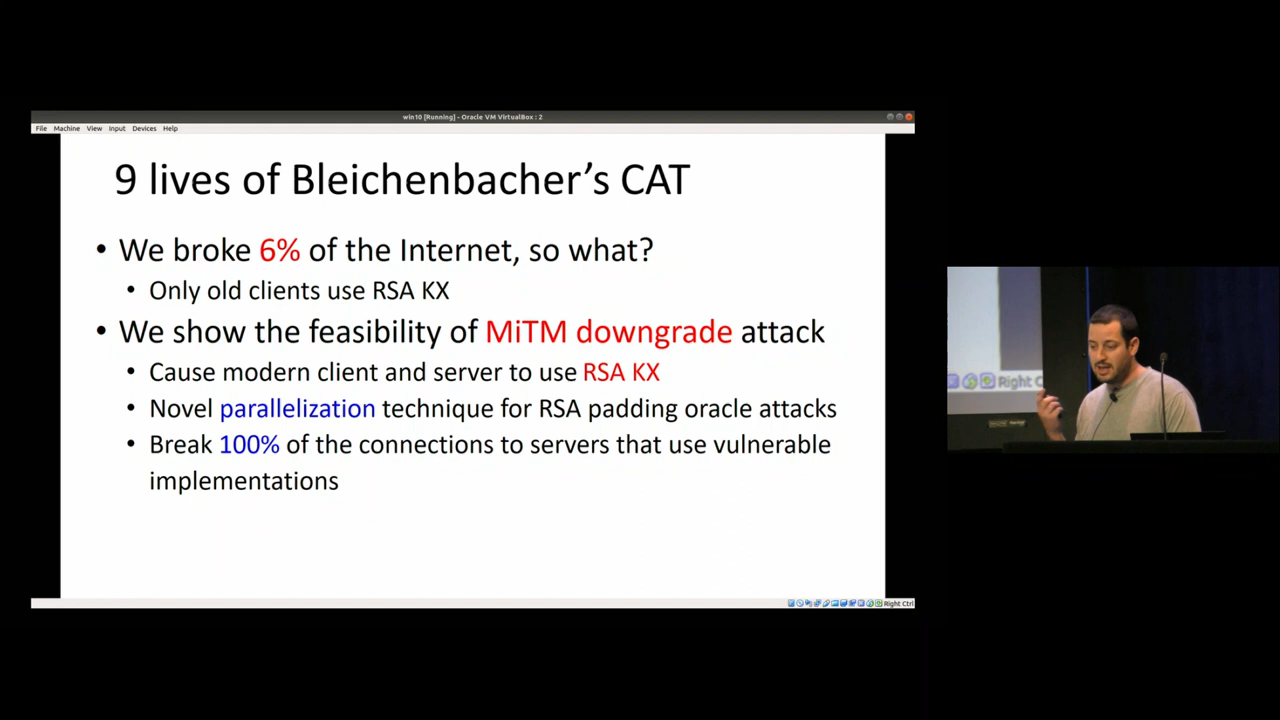 win10 [Running] - Oracle VM VirtualBox : 2
File Machine View Input Devices Help
9 lives of Bleichenbacher’s CAT
• We broke 6% of the Internet, so what?
• Only old clients use RSA KX
• We show the feasibility of MiTM downgrade attack
• Cause modern client and server to use RSA KX
• Novel parallelization technique for RSA padding oracle attacks
• Break 100% of the connections to servers that use vulnerable
implementations
Right Ctrl
Right C